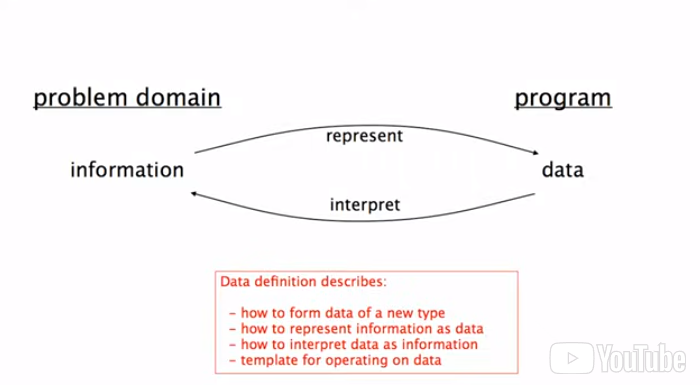 problem domain
program
represent
information
data
interpret
Data definition describes:
- how to form data of a new type
- how to represent information as data
- how to interpret data as information
- template for operating on data
YouTube